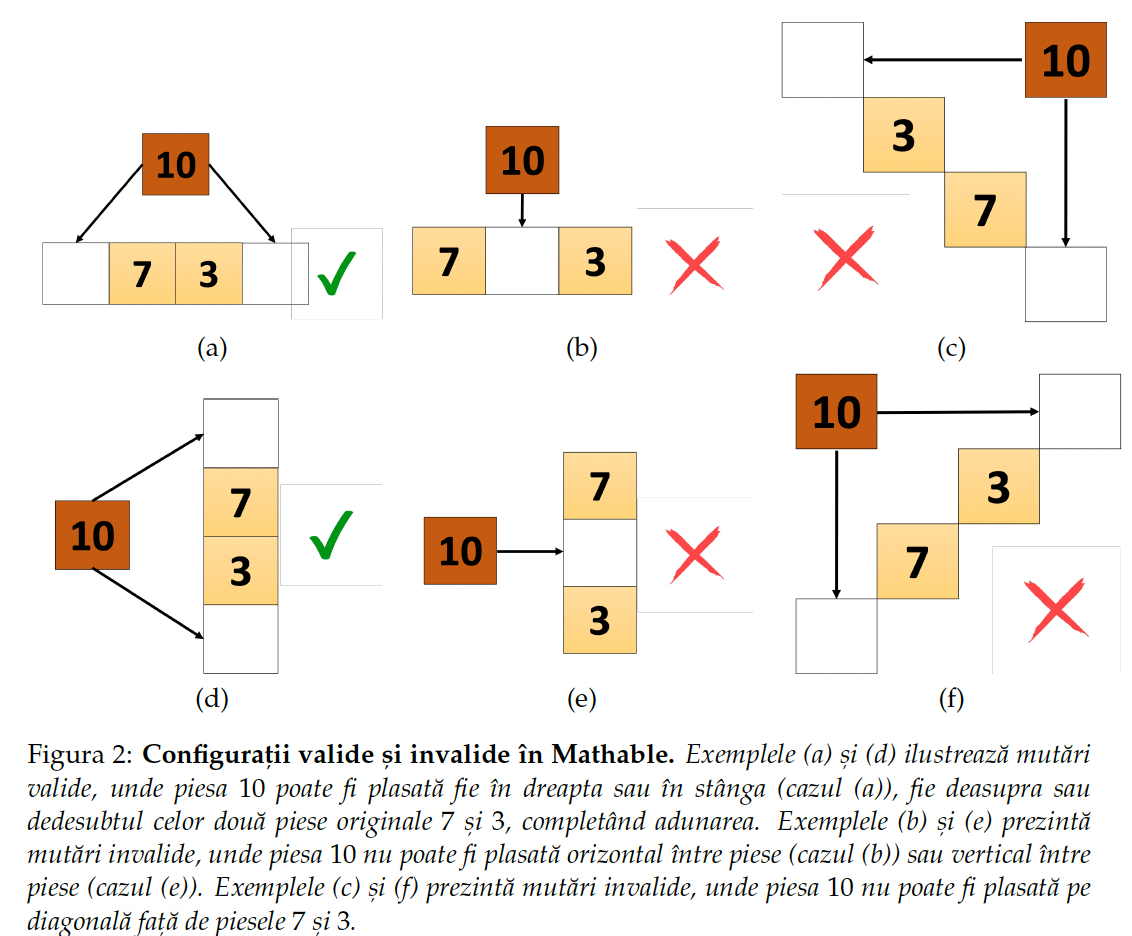 10
10
10
3
7
7 3
7 3
(a)
(b)
(c)
10
10
10
7
3
7
3
3
7
(d)
(e)
(f)
Figura 2: Configurații valide și invalide în Mathable. Exemplele (a) și (d) ilustrează mutări
valide, unde piesa 10 poate fi plasată fie în dreapta sau în stânga (cazul (a)), fie deasupra sau
dedesubtul celor două piese originale 7 și 3, completând adunarea. Exemplele (b) și (e) prezintă
mutări invalide, unde piesa 10 nu poate fi plasată orizontal între piese (cazul (b)) sau vertical între
piese (cazul (e)). Exemplele (c) și (f) prezintă mutări invalide, unde piesa 10 nu poate fi plasată pe
diagonală față de piesele 7 și 3.